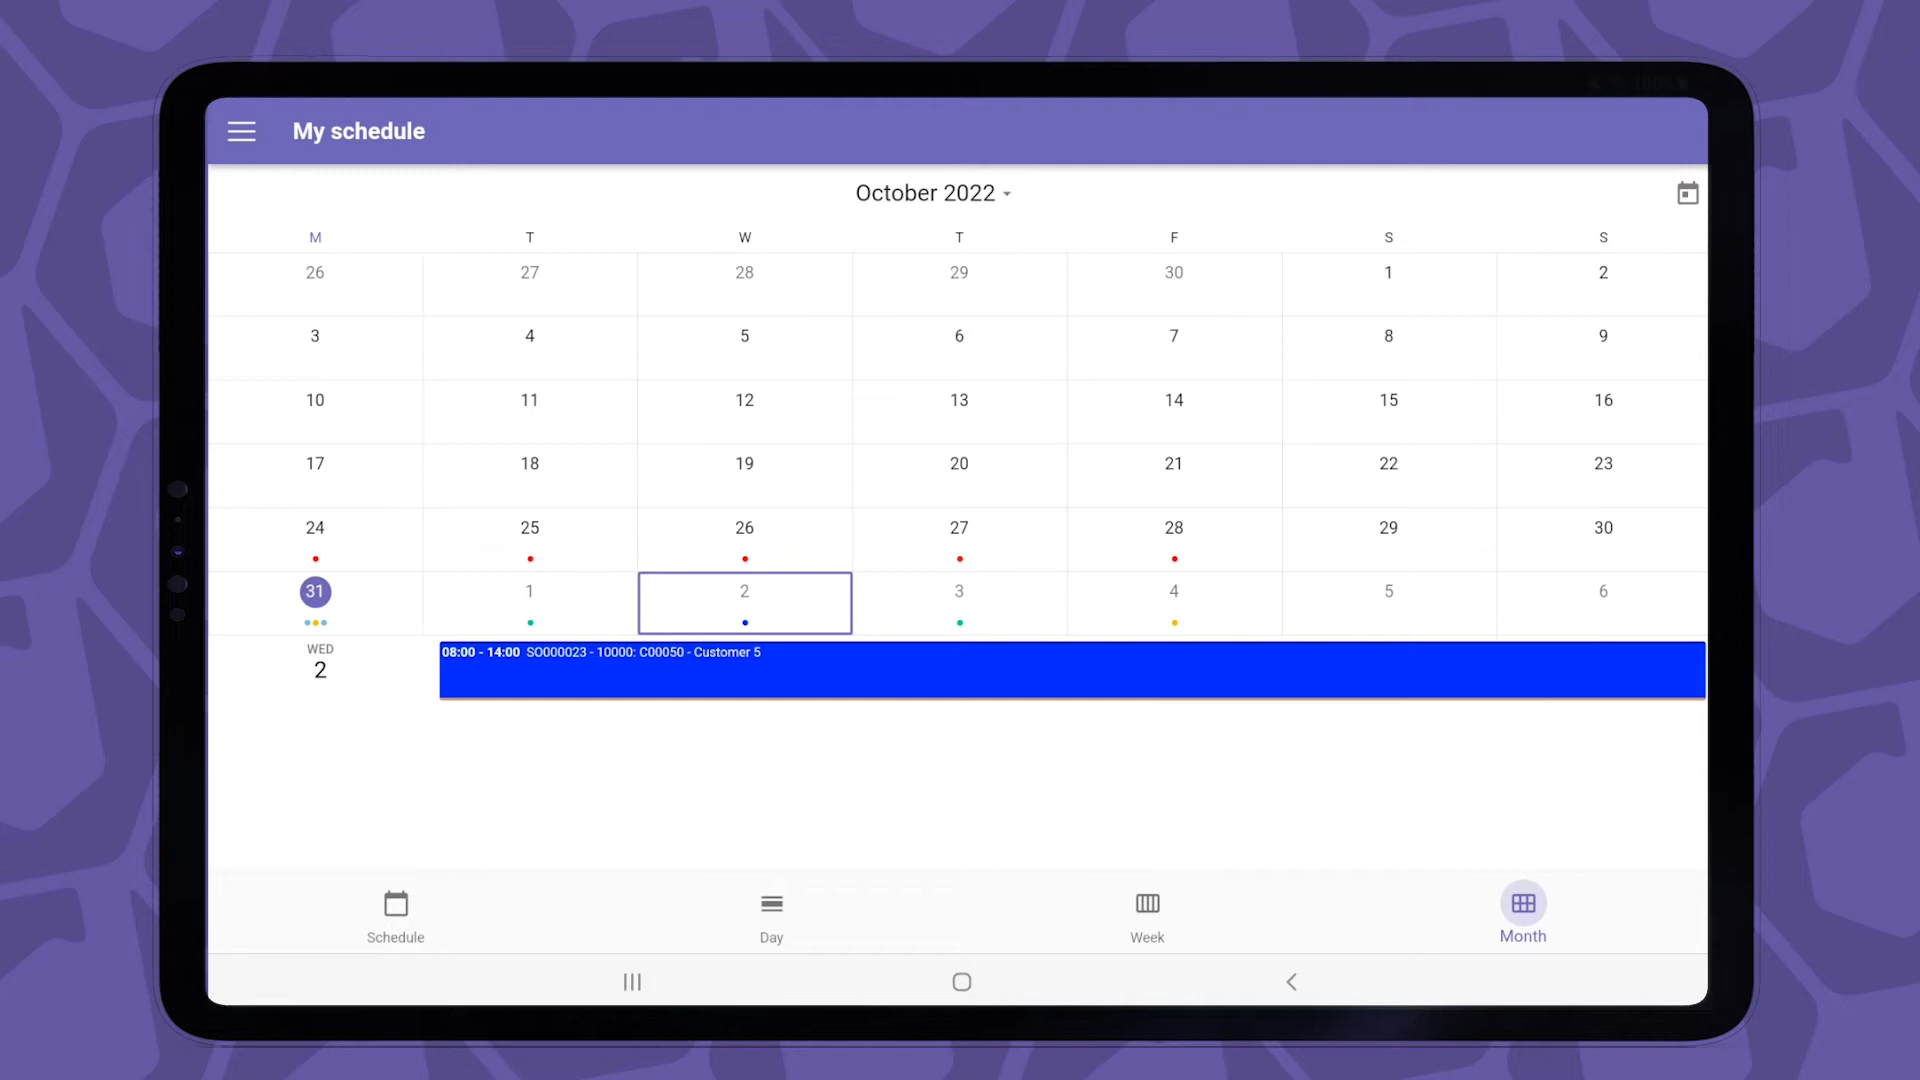 100%
My schedule
October 2022
M T W T F S S
26 27 28 29 30 1 2
3 4 5 6 7 8 9
10 11 12 13 14 15 16
17 18 19 20 21 22 23
24 25 26 27 28 29 30
31 1 2 3 4 5 6
WED
2
08:00 - 14:00 SO000023 - 10000: C00050 - Customer 5
Schedule Day Week Month